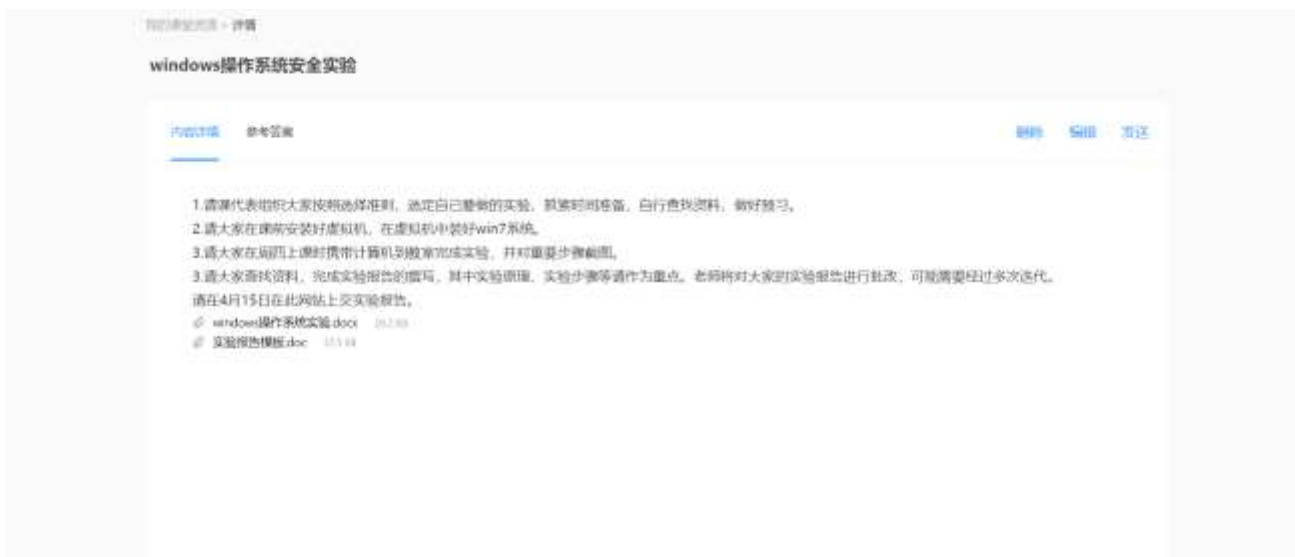 我的课堂资源 > 详情
windows操作系统安全实验
内容详情 参考答案 删除 编辑 发送
1.请课代表组织大家按照选择准则，选定自己要做的实验，抓紧时间准备，自行查找资料，做好预习。
2.请大家在课前安装好虚拟机，在虚拟机中装好win7系统。
3.请大家在周四上课时携带计算机到教室完成实验，并对重要步骤截图。
3.请大家查找资料，完成实验报告的撰写，其中实验原理、实验步骤等请作为重点。老师将对大家的实验报告进行批改，可能需要经过多次迭代。
请在4月15日在此网站上交实验报告。
windows操作系统实验.docx
实验报告模板.doc